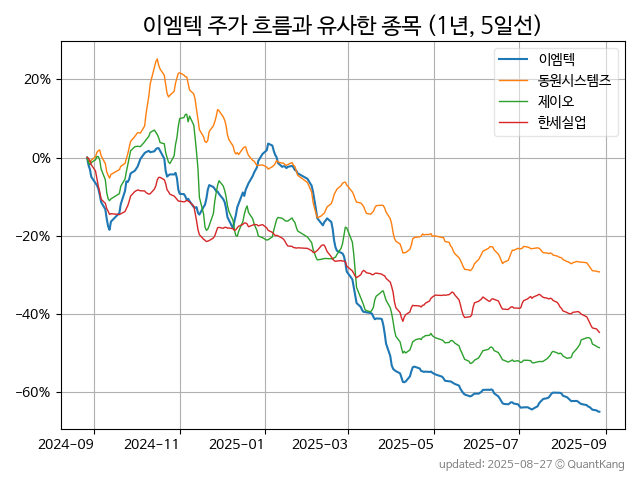 이엠텍 주가 흐름과 유사한 종목 (1년, 5일선)
이엠텍
동원시스템즈
제이오
한세실업
20%
0%
−20%
−40%
−60%
2024-09
2024-11
2025-01
2025-03
2025-05
2025-07
2025-09
updated: 2025-08-27 © QuantKang